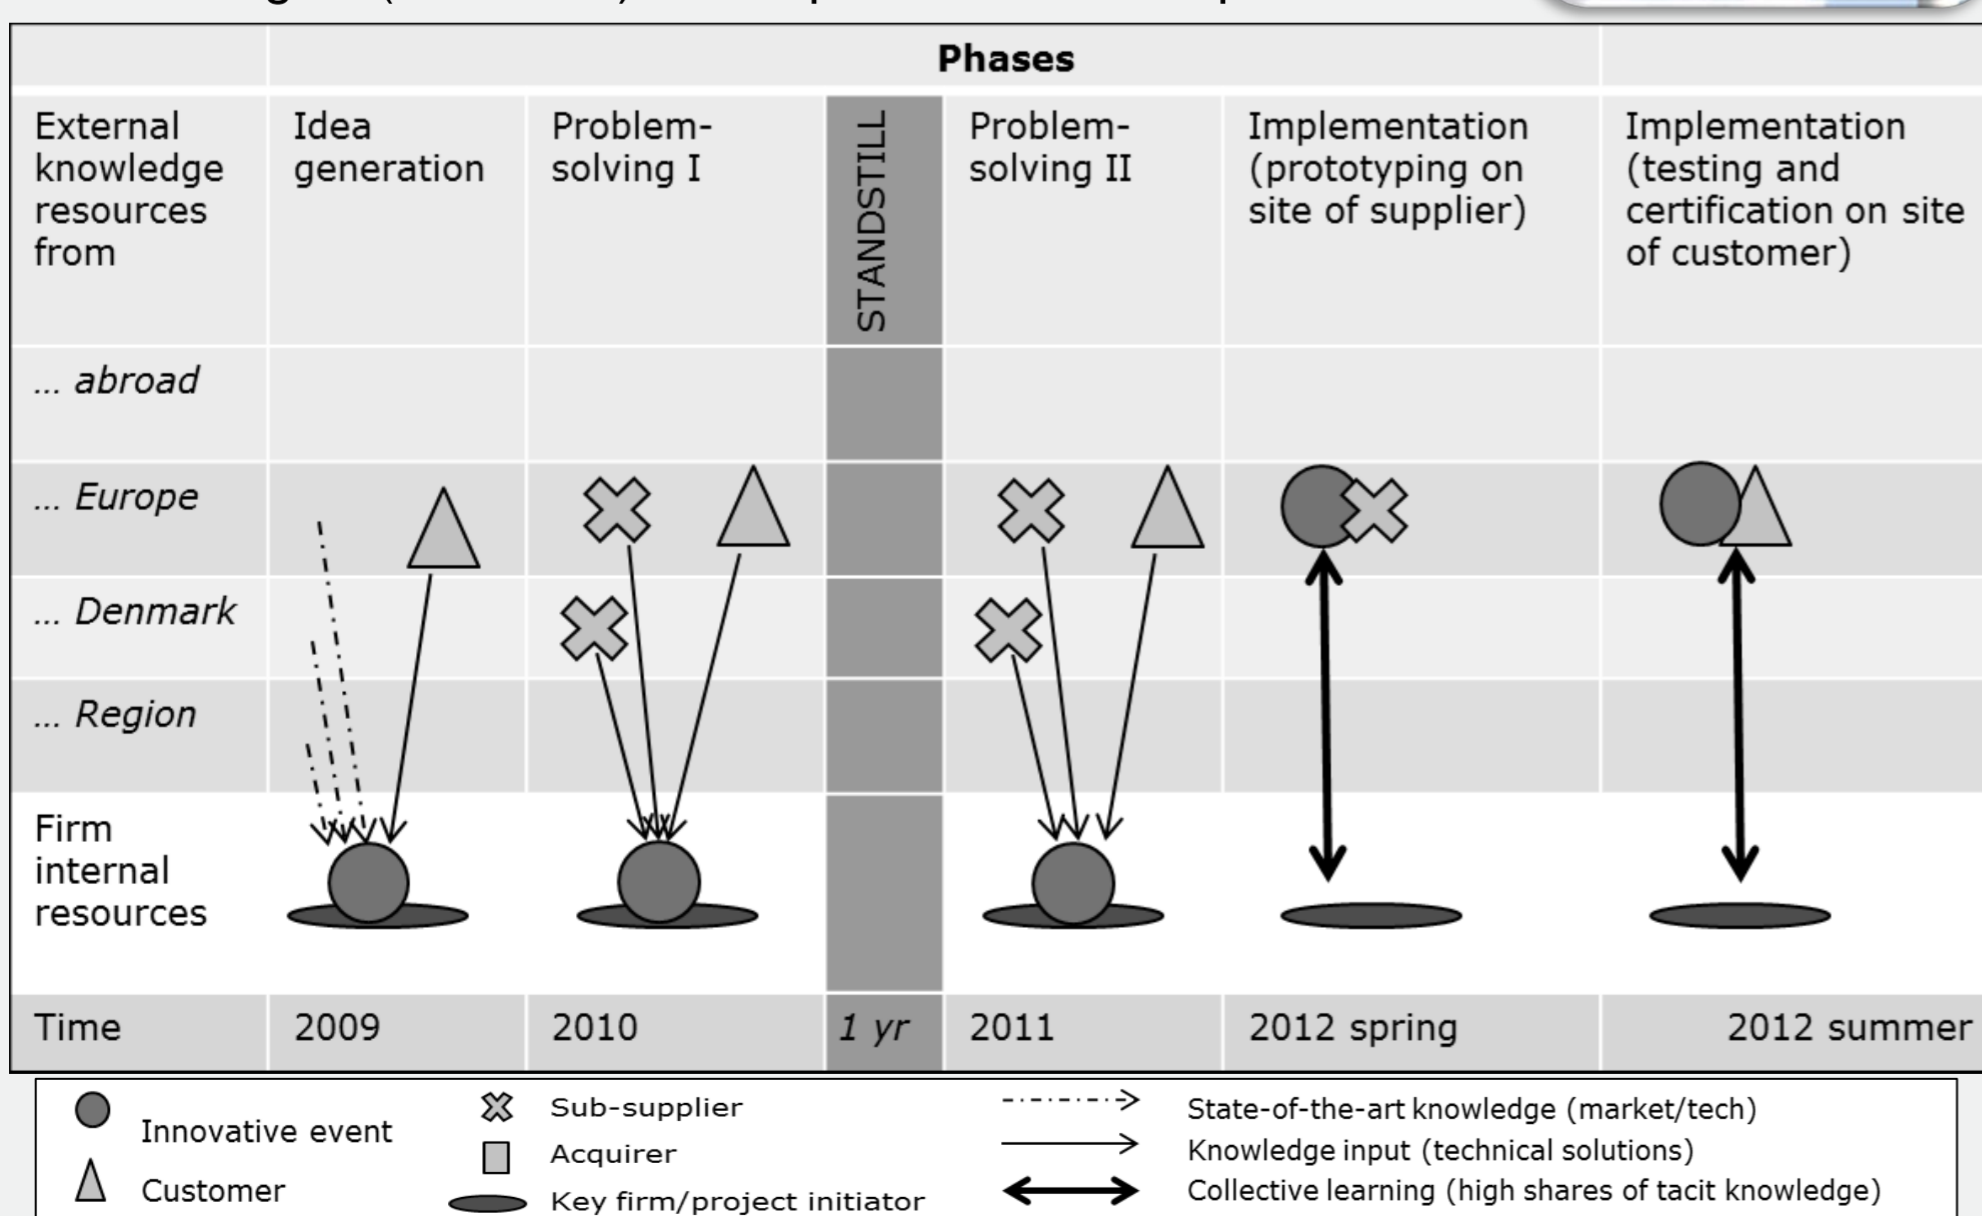 Phases
External
knowledge
resources
from
Idea
generation
Problem-
solving I
STANDSTILL
Problem-
solving II
Implementation
(prototyping on
site of supplier)
Implementation
(testing and
certification on site
of customer)
... abroad
... Europe
... Denmark
... Region
Firm
internal
resources
Time
2009
2010
1 yr
2011
2012 spring
2012 summer
Innovative event
Customer
Sub-supplier
Acquirer
Key firm/project initiator
State-of-the-art knowledge (market/tech)
Knowledge input (technical solutions)
Collective learning (high shares of tacit knowledge)